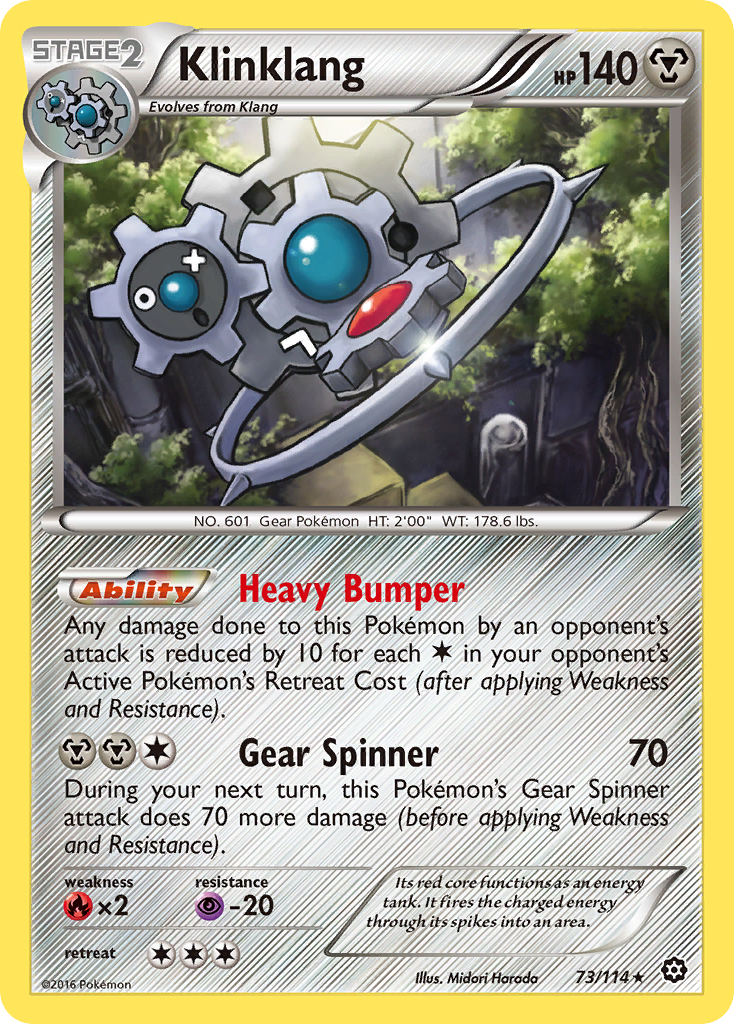 STAGE2
Klinklang
HP140
Evolves from Klang
NO. 601 Gear Pokémon HT: 2'00" WT: 178.6 lbs.
Ability Heavy Bumper
Any damage done to this Pokémon by an opponent's
attack is reduced by 10 for each in your opponent's
Active Pokémon's Retreat Cost (after applying Weakness
and Resistance).
Gear Spinner 70
During your next turn, this Pokémon's Gear Spinner
attack does 70 more damage (before applying Weakness
and Resistance).
weakness resistance
×2 -20
retreat
Its red core functions as an energy
tank. It fires the charged energy
through its spikes into an area.
©2016 Pokémon
Illus. Midori Harada
73/114★